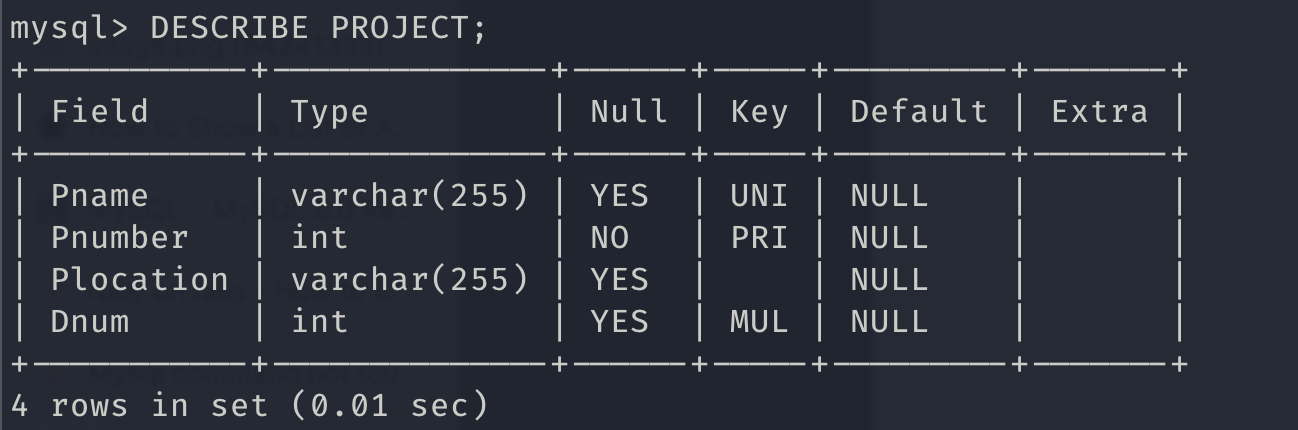 mysql> DESCRIBE PROJECT;
+-----------+--------------+------+-----+---------+-------+
| Field     | Type         | Null | Key | Default | Extra |
+-----------+--------------+------+-----+---------+-------+
| Pname     | varchar(255) | YES  | UNI | NULL    |       |
| Pnumber   | int          | NO   | PRI | NULL    |       |
| Plocation | varchar(255) | YES  |     | NULL    |       |
| Dnum      | int          | YES  | MUL | NULL    |       |
+-----------+--------------+------+-----+---------+-------+
4 rows in set (0.01 sec)